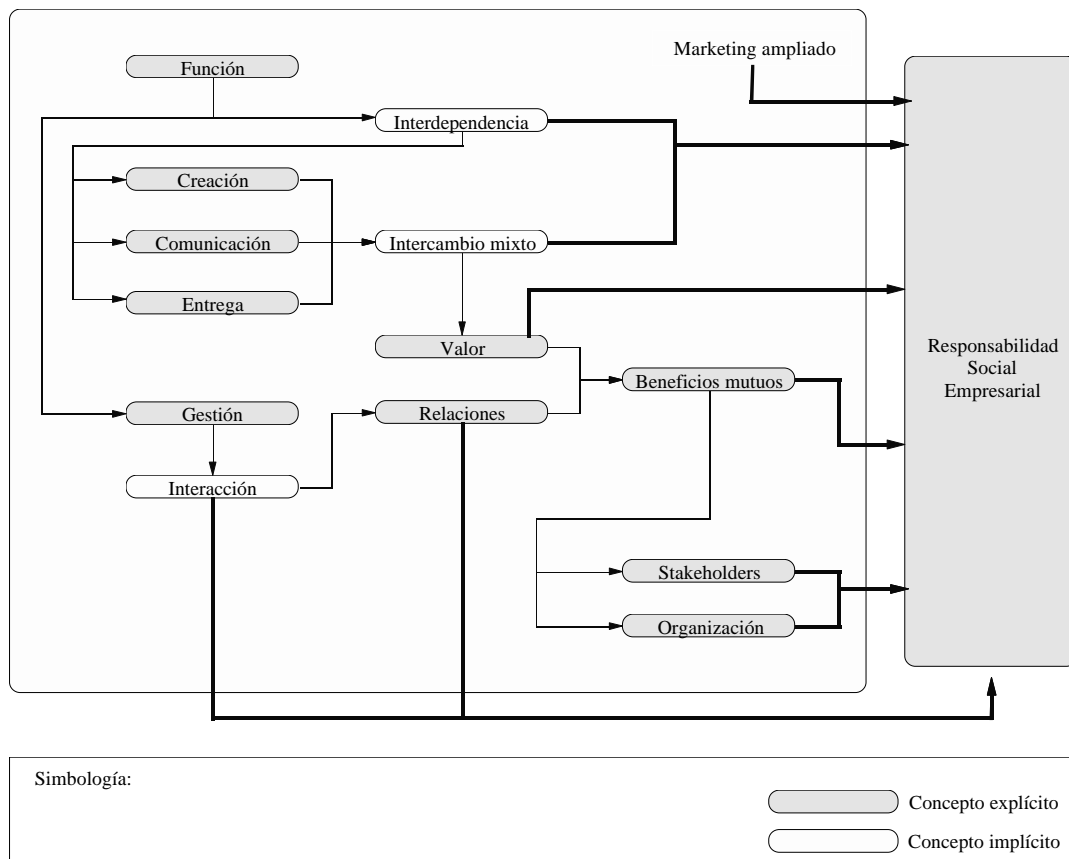 Marketing ampliado
Función
Interdependencia
Creación
Comunicación
Intercambio mixto
Entrega
Valor
Responsabilidad
Social
Empresarial
Beneficios mutuos
Gestión
Relaciones
Interacción
Stakeholders
Organización
Simbología:
Concepto explícito
Concepto implícito